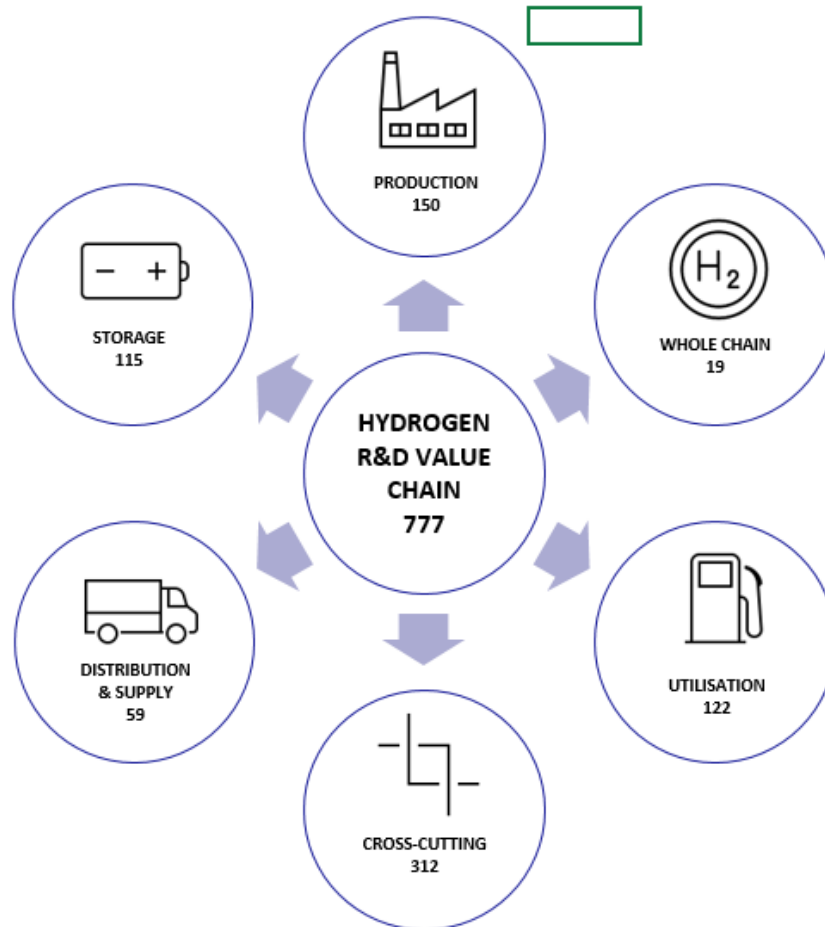 PRODUCTION
150
STORAGE
115
H2
WHOLE CHAIN
19
HYDROGEN
R&D VALUE
CHAIN
777
DISTRIBUTION
& SUPPLY
59
UTILISATION
122
CROSS-CUTTING
312